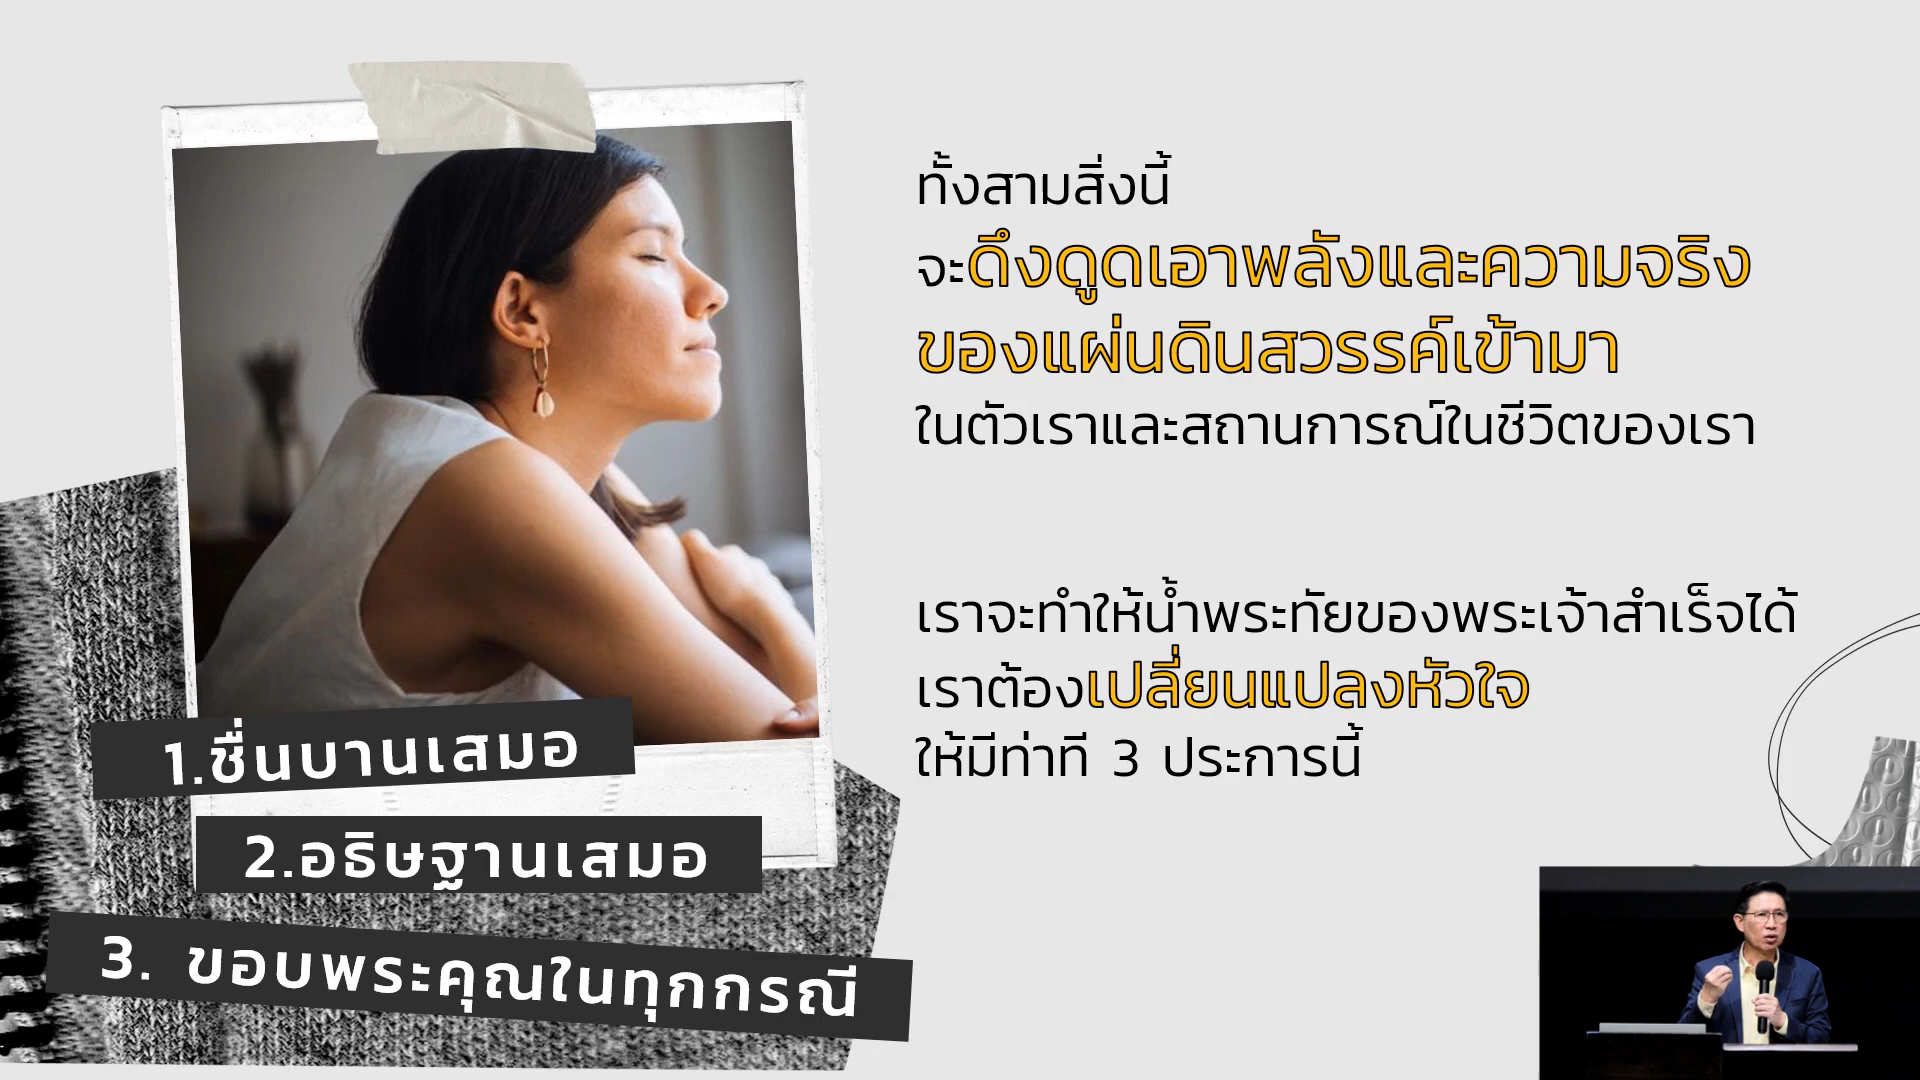 ทั้งสามสิ่งนี้
จะดึงดูดเอาพลังและความจริง
ของแผ่นดินสวรรค์เข้ามา
ในตัวเราและสถานการณ์ในชีวิตของเรา
เราจะทำให้น้ำพระทัยของพระเจ้าสำเร็จได้
เราต้องเปลี่ยนแปลงหัวใจ
ให้มีท่าที 3 ประการนี้
1.ชื่นบานเสมอ
2.อธิษฐานเสมอ
3. ขอบพระคุณในทุกกรณี